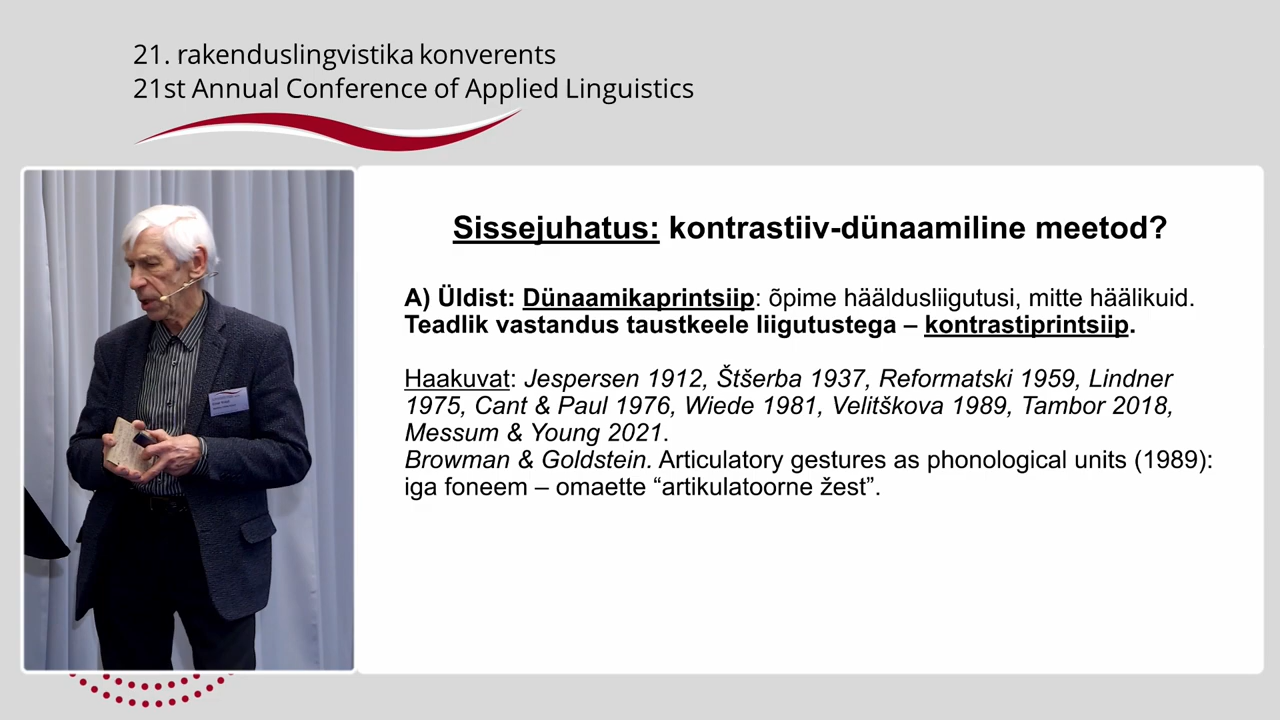 21. rakenduslingvistika konverents
21st Annual Conference of Applied Linguistics
Sissejuhatus: kontrastiiv-dünaamiline meetod?
A) Üldist: Dünaamikaprintsiip: õpime hääldusliigutusi, mitte häälikuid.
Teadlik vastandus taustkeele liigutustega – kontrastiprintsiip.
Haakuvat: Jespersen 1912, Štšerba 1937, Reformatski 1959, Lindner
1975, Cant & Paul 1976, Wiede 1981, Velitškova 1989, Tambor 2018,
Messum & Young 2021.
Browman & Goldstein. Articulatory gestures as phonological units (1989):
iga foneem – omaette “artikulatoorne žest”.